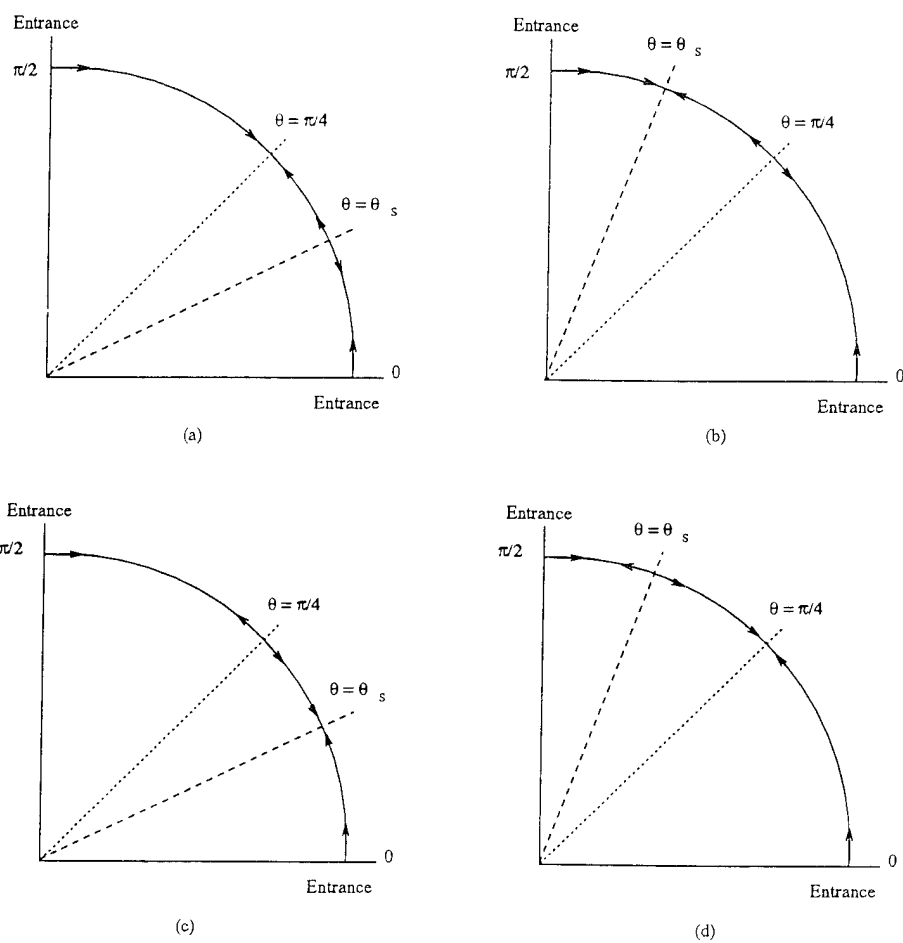 Entrance
π/2
θ = π/4
θ = θ s
0
Entrance
(a)
Entrance
π/2
θ = θ s
θ = π/4
0
Entrance
(b)
Entrance
π/2
θ = π/4
θ = θ s
0
Entrance
(c)
Entrance
π/2
θ = θ s
θ = π/4
0
Entrance
(d)